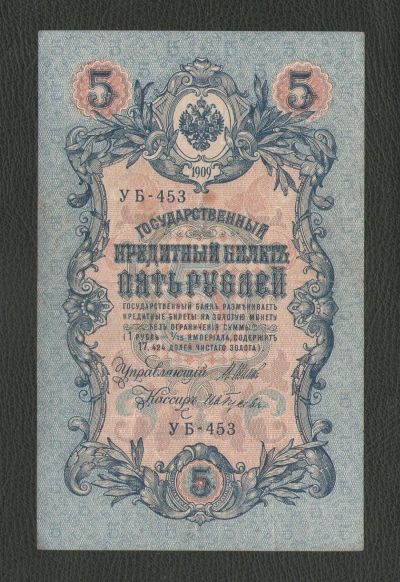 5 5
1909
УБ-453
ГОСУДАРСТВЕННЫЙ
КРЕДИТНЫЙ БИЛЕТЪ
ПЯТЬ РУБЛЕЙ
ГОСУДАРСТВЕННЫЙ БАНКЪ РАЗМѢНИВАЕТЪ
КРЕДИТНЫЕ БИЛЕТЫ НА ЗОЛОТУЮ МОНЕТУ
БЕЗЪ ОГРАНИЧЕНІЯ СУММЫ
(1 РУБЛЬ = 1/15 ИМПЕРІАЛА, СОДЕРЖИТЪ
17,424 ДОЛЕЙ ЧИСТАГО ЗОЛОТА).
Управляющій
Кассиръ
УБ-453
5